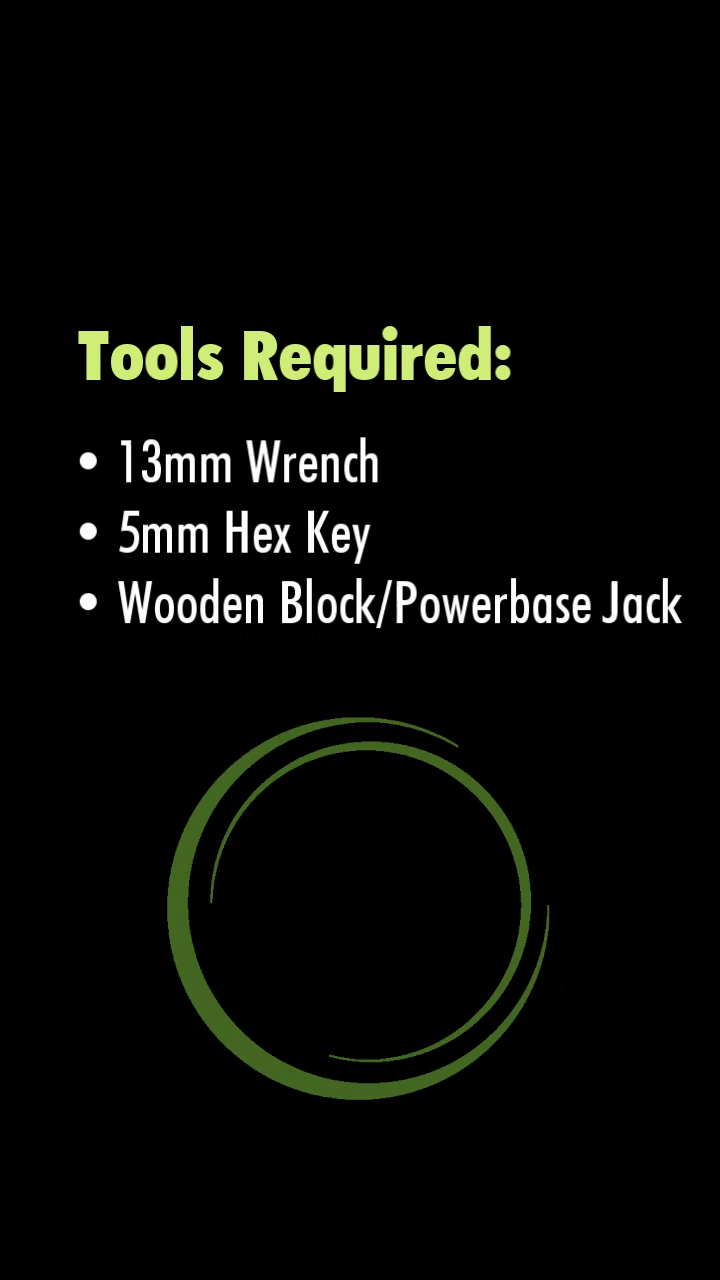 Tools Required:
• 13mm Wrench
• 5mm Hex Key
• Wooden Block/Powerbase Jack